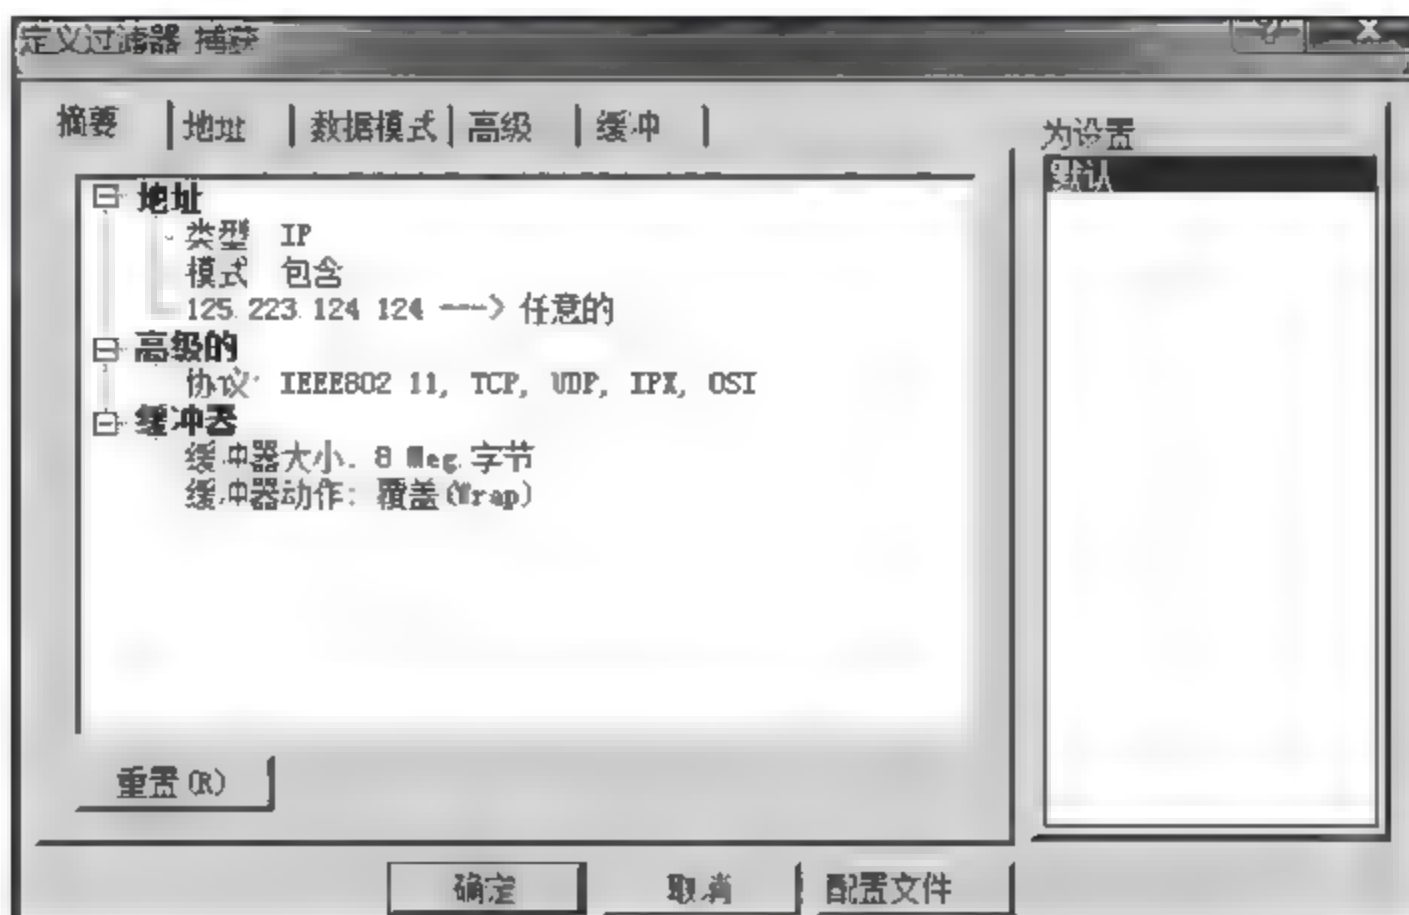 定义过滤器 捕获
? X
摘要 地址 数据模式 高级 缓冲
为设置
默认
地址
类型 IP
模式 包含
125.223.124.124 ---> 任意的
高级的
协议: IEEE802 11, TCP, UDP, IPX, OSI
缓冲器
缓冲器大小. 8 Meg.字节
缓冲器动作: 覆盖(Wrap)
重置(R)
确定 取消 配置文件